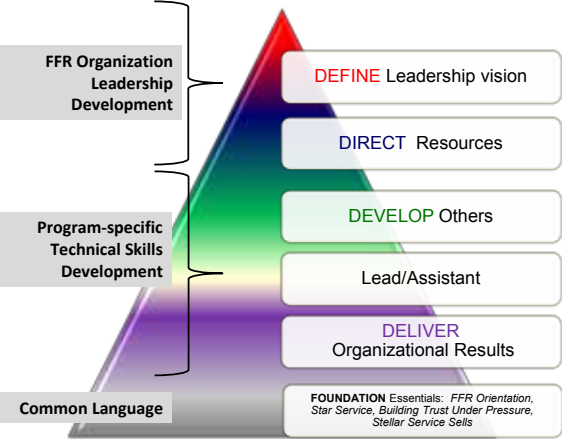 FFR Organization
Leadership
Development
DEFINE Leadership vision
DIRECT Resources
DEVELOP Others
Program-specific
Technical Skills
Development
Lead/Assistant
DELIVER
Organizational Results
Common Language
FOUNDATION Essentials: FFR Orientation,
Star Service, Building Trust Under Pressure,
Stellar Service Sells